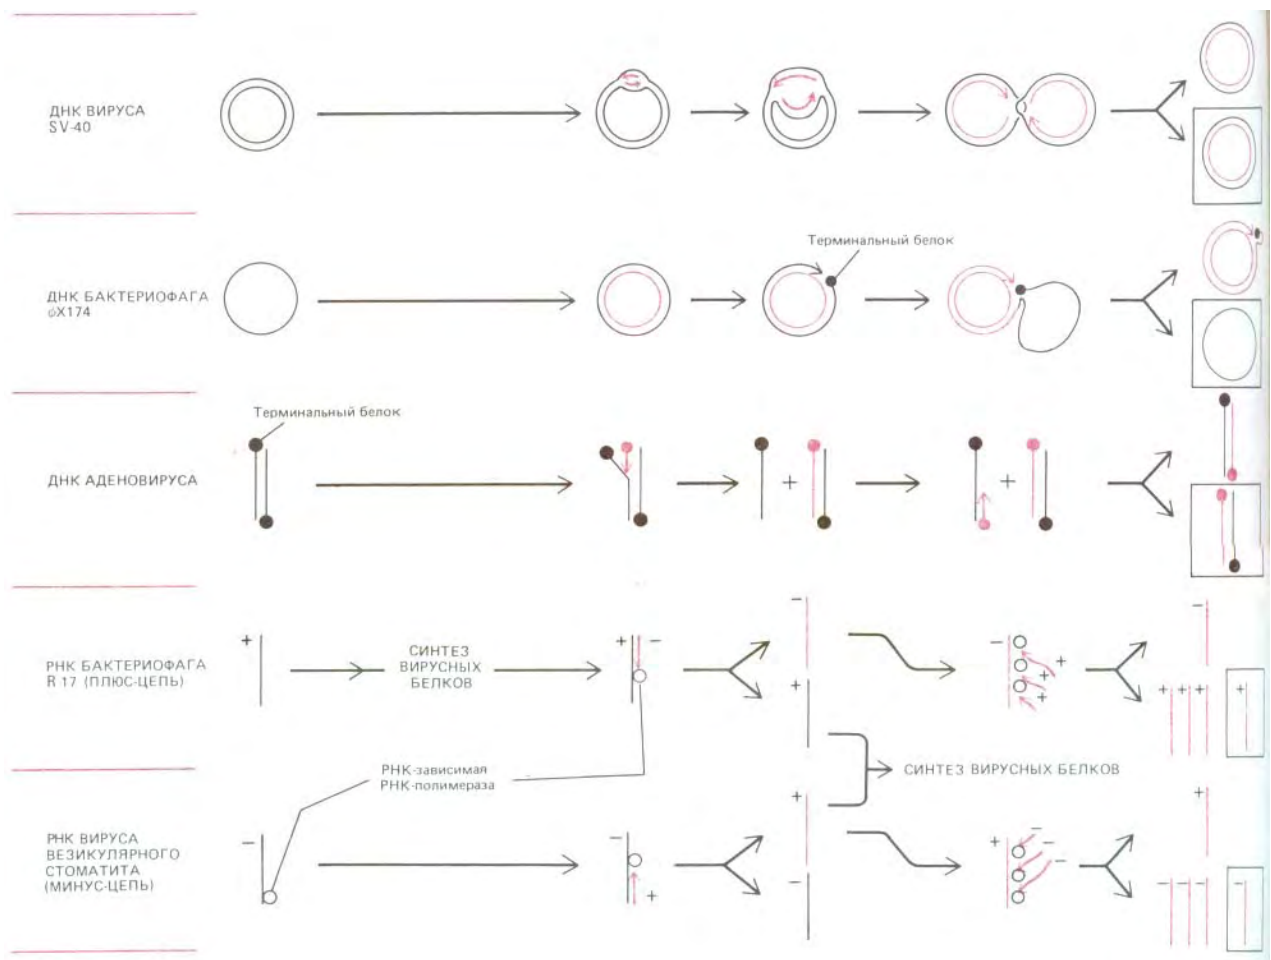 ДНК ВИРУСА
SV-40
Терминальный белок
ДНК БАКТЕРИОФАГА
φX174
Терминальный белок
ДНК АДЕНОВИРУСА
+
+
РНК БАКТЕРИОФАГА
R 17 (ПЛЮС-ЦЕПЬ)
+
СИНТЕЗ
ВИРУСНЫХ
БЕЛКОВ
+ −
−
+
−
+
+
+
−
+ + +
+
РНК-зависимая
РНК-полимераза
СИНТЕЗ ВИРУСНЫХ БЕЛКОВ
РНК ВИРУСА
ВЕЗИКУЛЯРНОГО
СТОМАТИТА
(МИНУС-ЦЕПЬ)
−
−
+
+
−
+
−
−
−
+
− − −
−